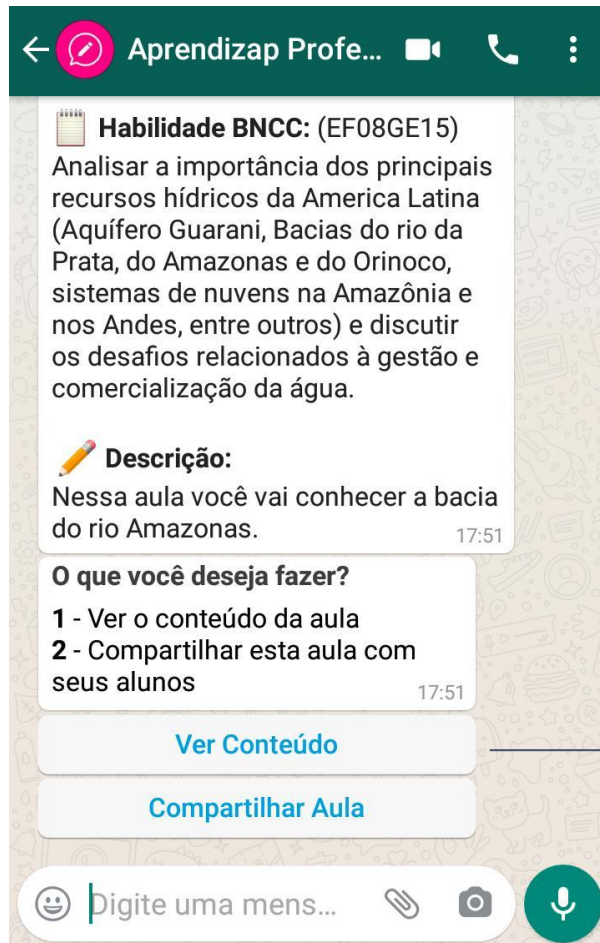 Aprendizap Profe...
Habilidade BNCC: (EF08GE15)
Analisar a importância dos principais
recursos hídricos da America Latina
(Aquífero Guarani, Bacias do rio da
Prata, do Amazonas e do Orinoco,
sistemas de nuvens na Amazônia e
nos Andes, entre outros) e discutir
os desafios relacionados à gestão e
comercialização da água.
Descrição:
Nessa aula você vai conhecer a bacia
do rio Amazonas. 17:51
O que você deseja fazer?
1 - Ver o conteúdo da aula
2 - Compartilhar esta aula com
seus alunos 17:51
Ver Conteúdo
Compartilhar Aula
Digite uma mens...